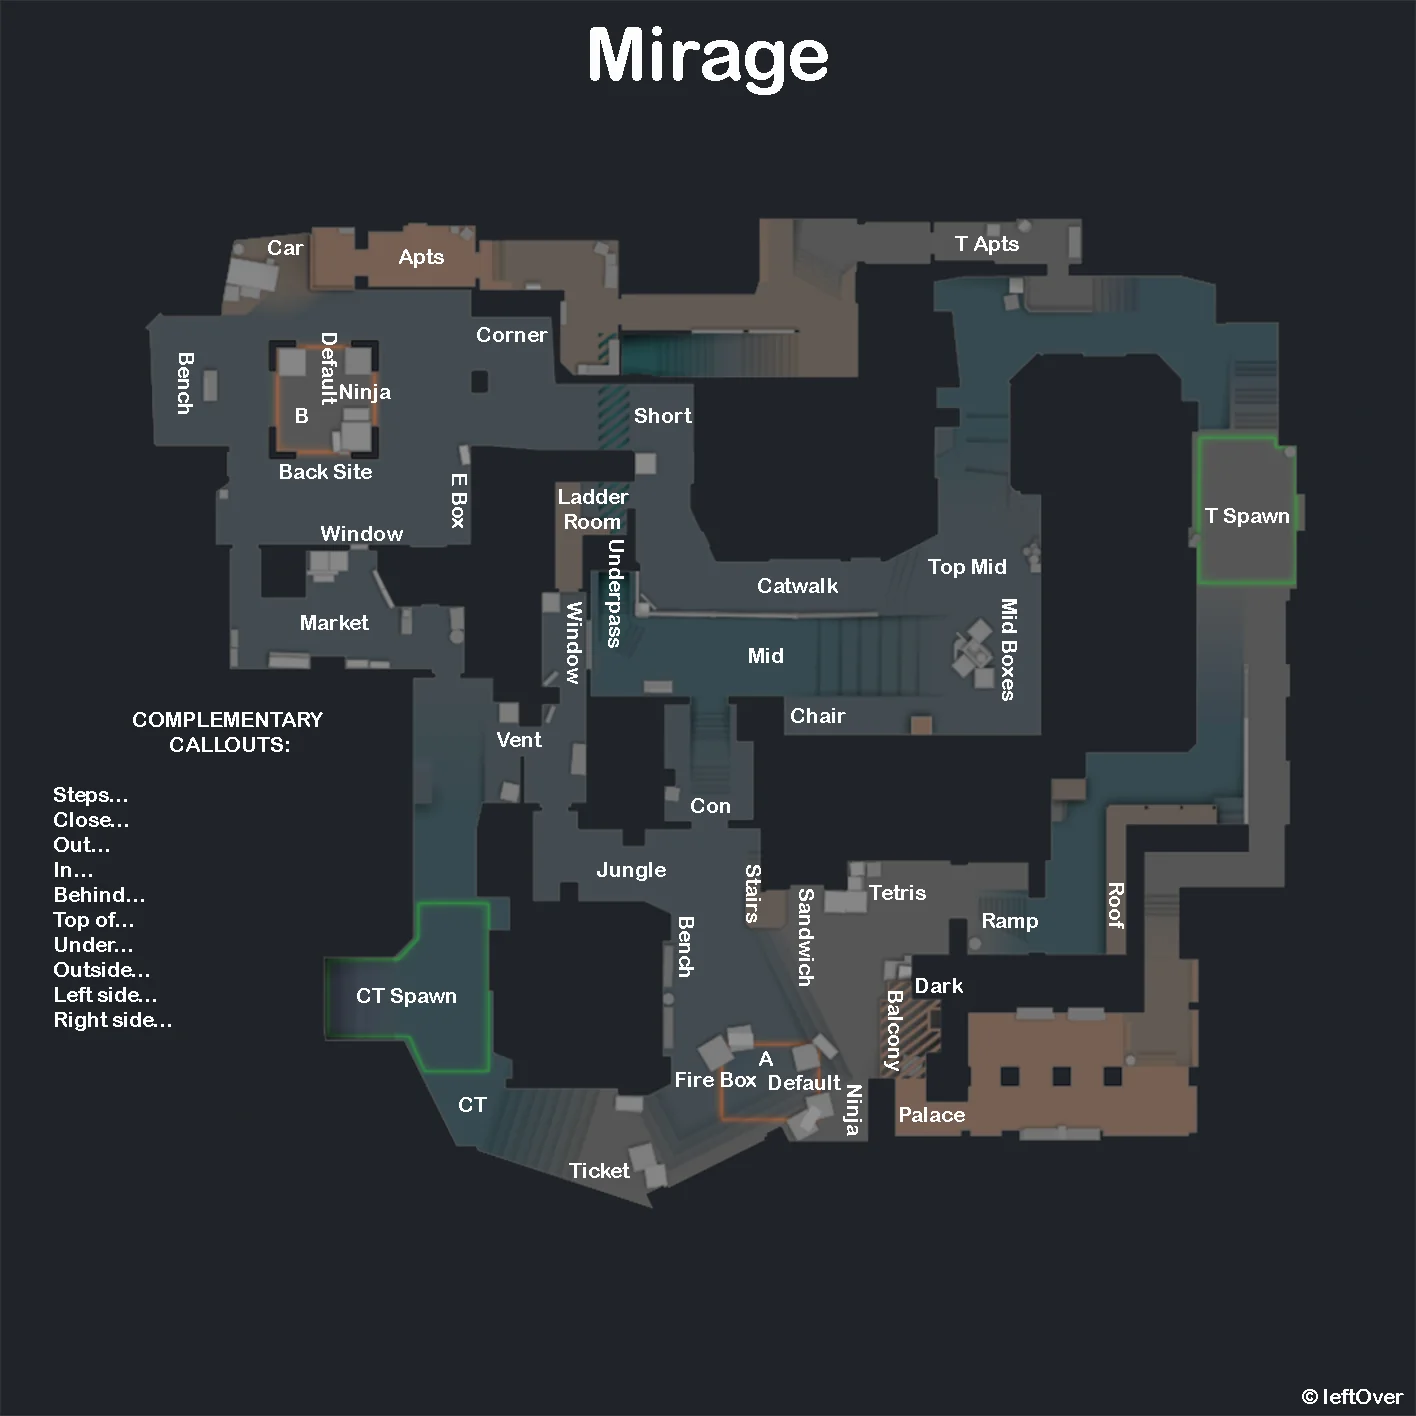 Mirage
Car
Apts
T Apts
Corner
Default
Bench
Ninja
B
Short
Back Site
E Box
Ladder
Room
T Spawn
Window
Underpass
Top Mid
Catwalk
Market
Window
Mid Boxes
Mid
Chair
COMPLEMENTARY
CALLOUTS:
Vent
Steps...
Close...
Out...
In...
Behind...
Top of...
Under...
Outside...
Left side...
Right side...
Con
Jungle
Stairs
Tetris
Sandwich
Ramp
Roof
Bench
Dark
CT Spawn
Balcony
A
Fire Box
Default
CT
Ninja
Palace
Ticket
© leftOver